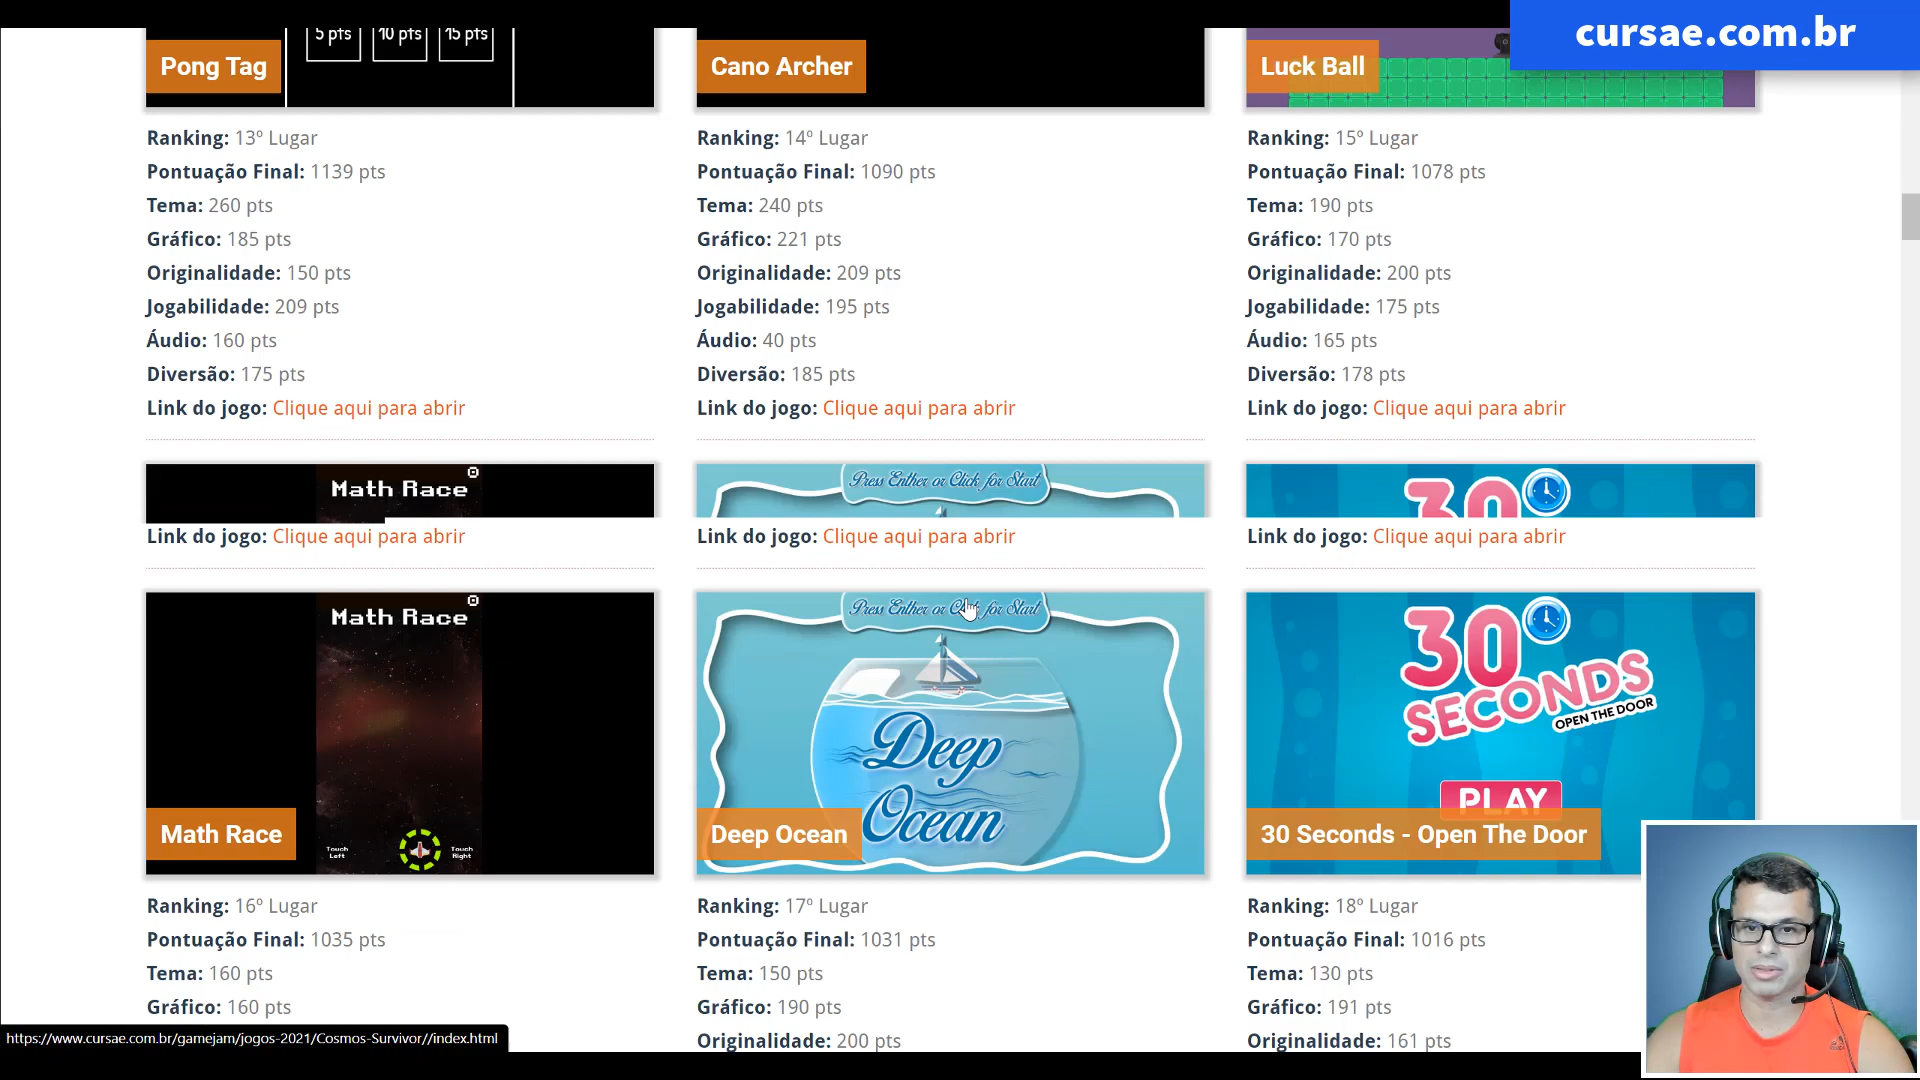 cursae.com.br
5 pts 10 pts 15 pts
Pong Tag
Cano Archer
Luck Ball
Ranking: 13º Lugar
Pontuação Final: 1139 pts
Tema: 260 pts
Gráfico: 185 pts
Originalidade: 150 pts
Jogabilidade: 209 pts
Áudio: 160 pts
Diversão: 175 pts
Link do jogo: Clique aqui para abrir
Ranking: 14º Lugar
Pontuação Final: 1090 pts
Tema: 240 pts
Gráfico: 221 pts
Originalidade: 209 pts
Jogabilidade: 195 pts
Áudio: 40 pts
Diversão: 185 pts
Link do jogo: Clique aqui para abrir
Ranking: 15º Lugar
Pontuação Final: 1078 pts
Tema: 190 pts
Gráfico: 170 pts
Originalidade: 200 pts
Jogabilidade: 175 pts
Áudio: 165 pts
Diversão: 178 pts
Link do jogo: Clique aqui para abrir
Math Race
Press Enther or Click for Start
30
Link do jogo: Clique aqui para abrir
Link do jogo: Clique aqui para abrir
Link do jogo: Clique aqui para abrir
Math Race
Touch
Left
Touch
Right
Math Race
Press Enther or Click for Start
Deep
Ocean
Deep Ocean
30
SECONDS
OPEN THE DOOR
PLAY
30 Seconds - Open The Door
Ranking: 16º Lugar
Pontuação Final: 1035 pts
Tema: 160 pts
Gráfico: 160 pts
Ranking: 17º Lugar
Pontuação Final: 1031 pts
Tema: 150 pts
Gráfico: 190 pts
Originalidade: 200 pts
Ranking: 18º Lugar
Pontuação Final: 1016 pts
Tema: 130 pts
Gráfico: 191 pts
Originalidade: 161 pts
https://www.cursae.com.br/gamejam/jogos-2021/Cosmos-Survivor//index.html